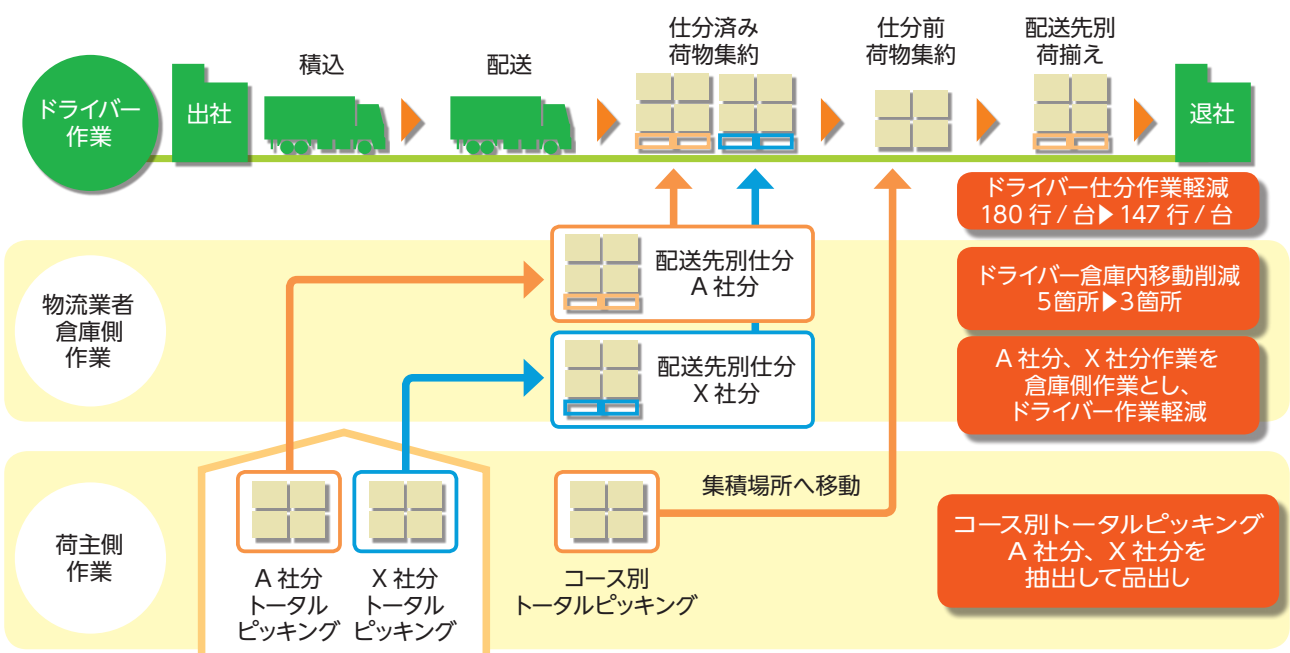 ドライバー
作業
出社
積込
配送
仕分済み
荷物集約
仕分前
荷物集約
配送先別
荷揃え
退社
ドライバー仕分作業軽減
180 行 / 台▶147 行 / 台
物流業者
倉庫側
作業
配送先別仕分
A 社分
配送先別仕分
X 社分
ドライバー倉庫内移動削減
5箇所▶3箇所
A 社分、X 社分作業を
倉庫側作業とし、
ドライバー作業軽減
荷主側
作業
A 社分
トータル
ピッキング
X 社分
トータル
ピッキング
コース別
トータルピッキング
集積場所へ移動
コース別トータルピッキング
A 社分、X 社分を
抽出して品出し